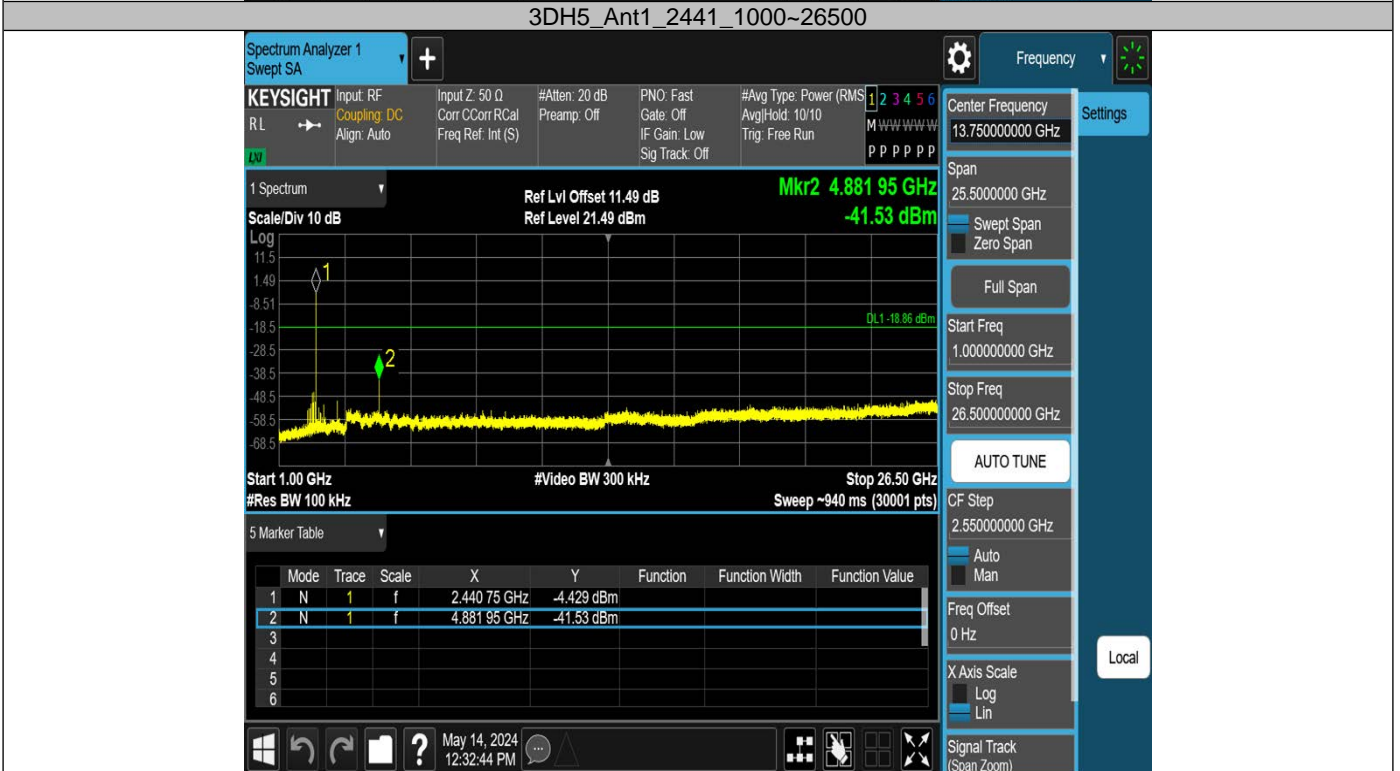 3DH5_Ant1_2441_1000~26500
Spectrum Analyzer 1
Swept SA
+
Frequency
KEYSIGHT
RL
LXI
Input: RF
Coupling: DC
Align: Auto
Input Z: 50 Ω
Corr CCorr RCal
Freq Ref: Int (S)
#Atten: 20 dB
Preamp: Off
PNO: Fast
Gate: Off
IF Gain: Low
Sig Track: Off
#Avg Type: Power (RMS
Avg|Hold: 10/10
Trig: Free Run
1 2 3 4 5 6
M W W W W W
P P P P P P
1 Spectrum
Scale/Div 10 dB
Ref Lvl Offset 11.49 dB
Ref Level 21.49 dBm
Mkr2 4.881 95 GHz
-41.53 dBm
Log
11.5
1.49
-8.51
-18.5
-28.5
-38.5
-48.5
-58.5
-68.5
1
2
DL1 -18.86 dBm
Start 1.00 GHz
#Res BW 100 kHz
#Video BW 300 kHz
Stop 26.50 GHz
Sweep ~940 ms (30001 pts)
5 Marker Table
Mode Trace Scale X Y Function Function Width Function Value
1 N 1 f 2.440 75 GHz -4.429 dBm
2 N 1 f 4.881 95 GHz -41.53 dBm
3
4
5
6
?
May 14, 2024
12:32:44 PM
Center Frequency
13.750000000 GHz
Settings
Span
25.5000000 GHz
Swept Span
Zero Span
Full Span
Start Freq
1.000000000 GHz
Stop Freq
26.500000000 GHz
AUTO TUNE
CF Step
2.550000000 GHz
Auto
Man
Freq Offset
0 Hz
Local
X Axis Scale
Log
Lin
Signal Track
(Span Zoom)